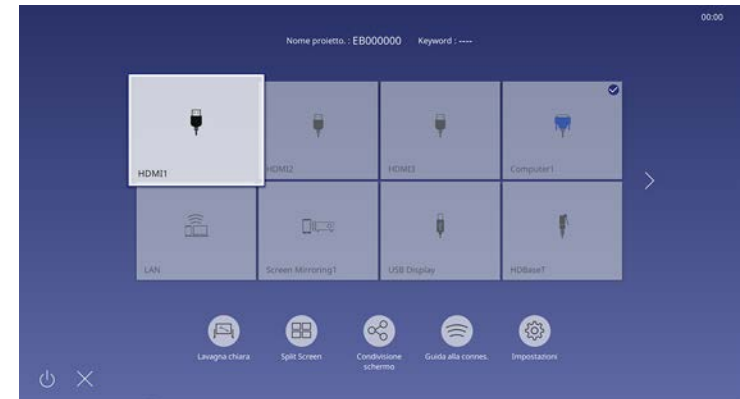 00:00
Nome proietto. : EB000000 Keyword : ----
HDMI1
HDMI2
HDMI3
Computer1
LAN
Screen Mirroring1
USB Display
HDBaseT
Lavagna chiara
Split Screen
Condivisione
schermo
Guida alla connes.
Impostazioni